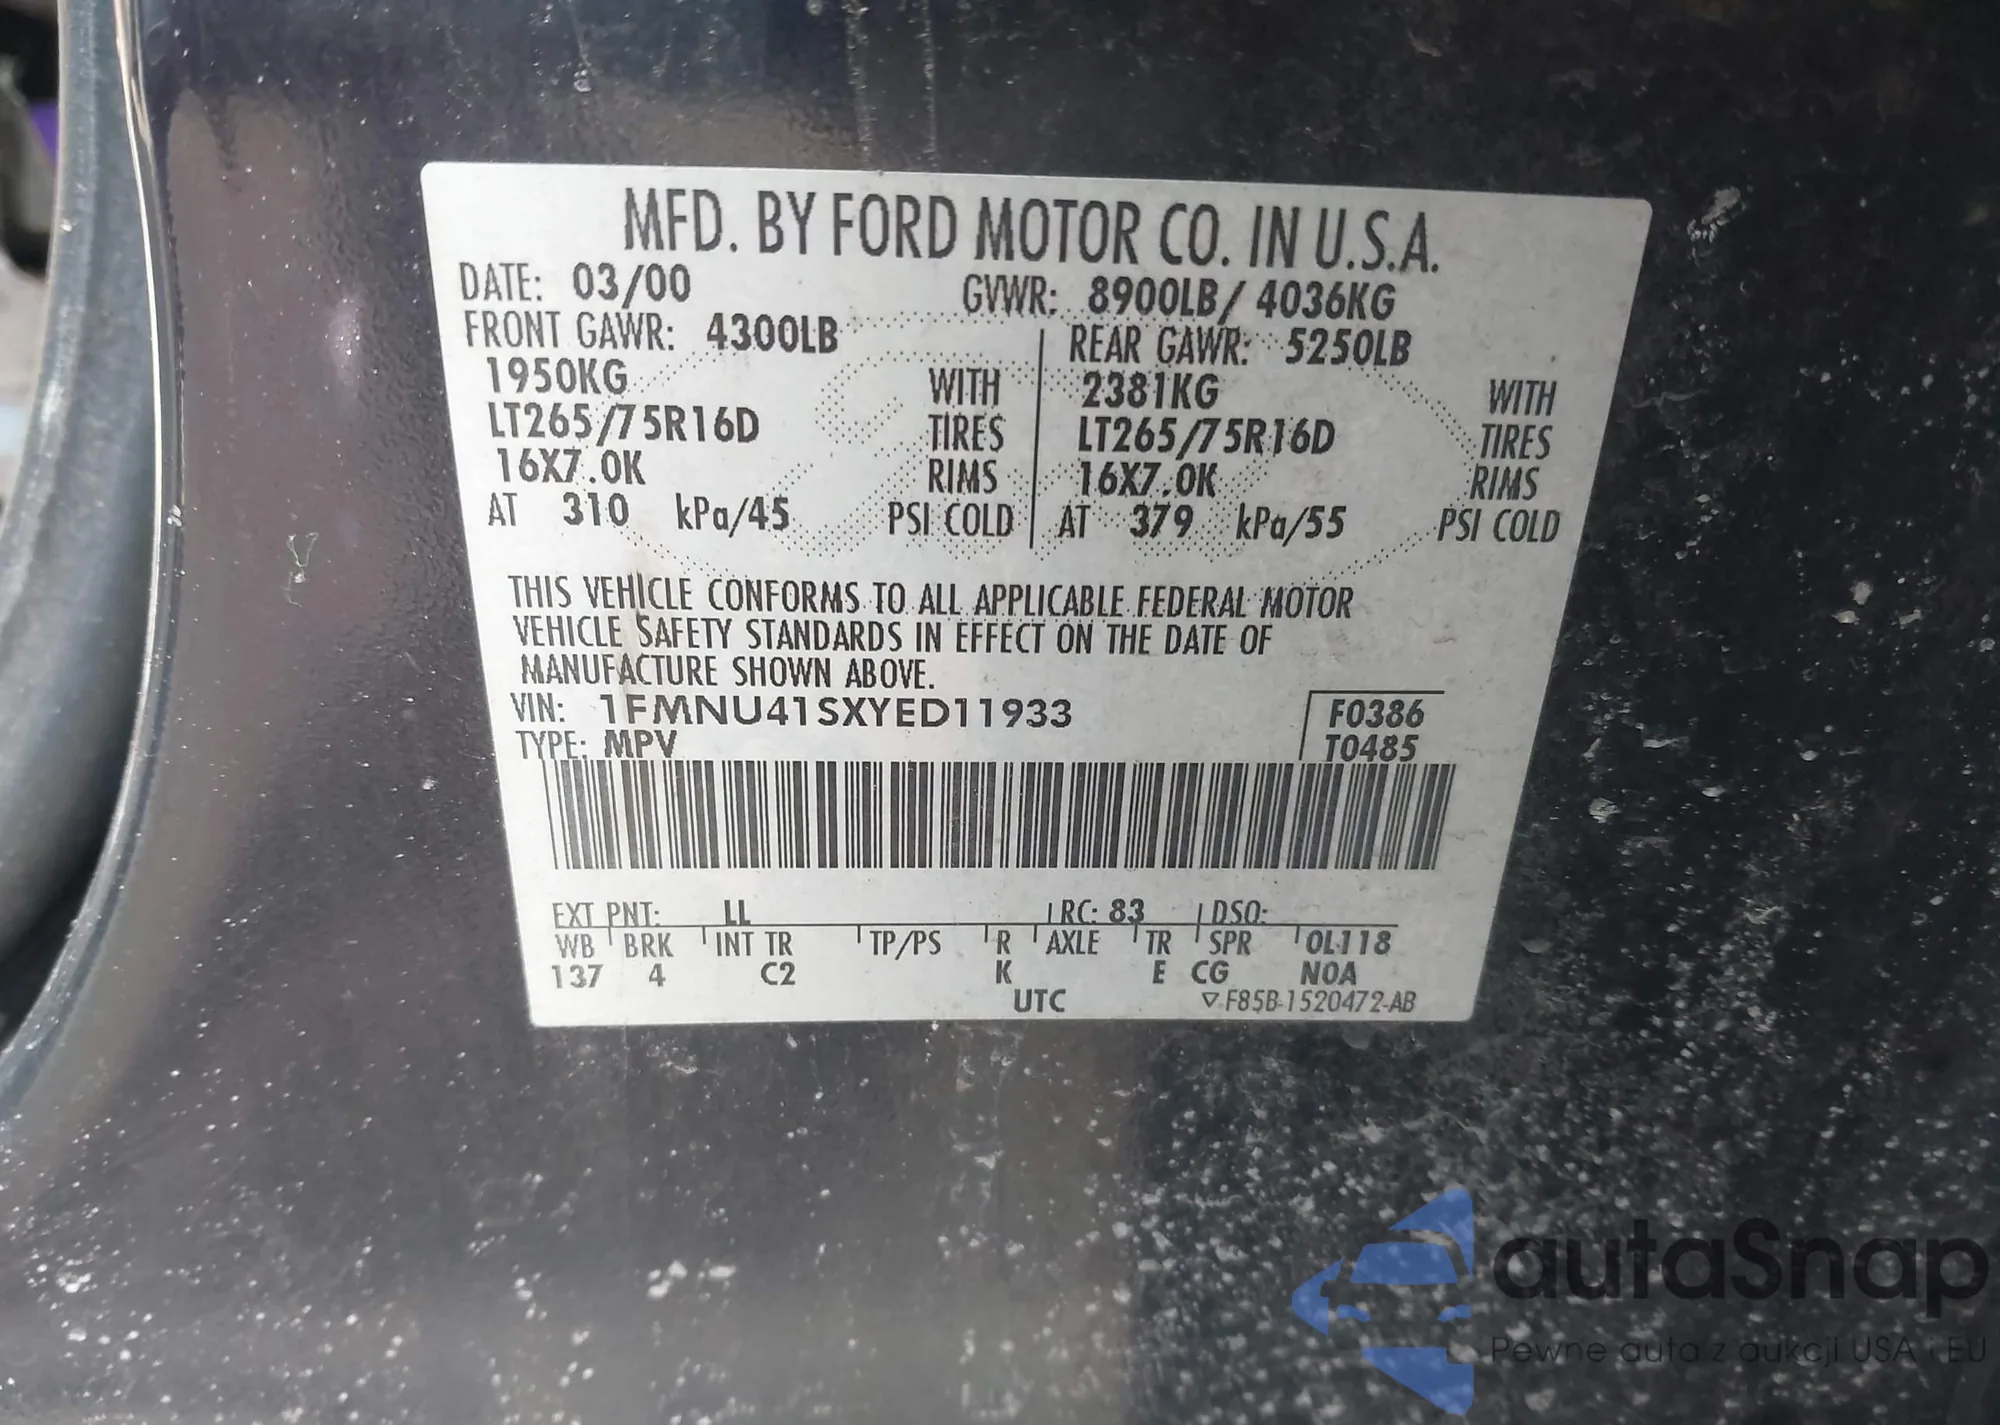 MFD. BY FORD MOTOR CO. IN U.S.A.
DATE: 03/00 GVWR: 8900LB/ 4036KG
FRONT GAWR: 4300LB REAR GAWR: 5250LB
1950KG WITH 2381KG WITH
LT265/75R16D TIRES LT265/75R16D TIRES
16X7.0K RIMS 16X7.0K RIMS
AT 310 kPa/45 PSI COLD AT 379 kPa/55 PSI COLD
THIS VEHICLE CONFORMS TO ALL APPLICABLE FEDERAL MOTOR
VEHICLE SAFETY STANDARDS IN EFFECT ON THE DATE OF
MANUFACTURE SHOWN ABOVE.
VIN: 1FMNU41SXYED11933 F0386
TYPE: MPV T0485
EXT PNT: LL RC: 83 DSO:
WB BRK INT TR TP/PS R AXLE TR SPR OL118
137 4 C2 K E CG N0A
UTC ▽ F85B-1520472-AB
autoSnap
Pewne auta z aukcji USA i EU